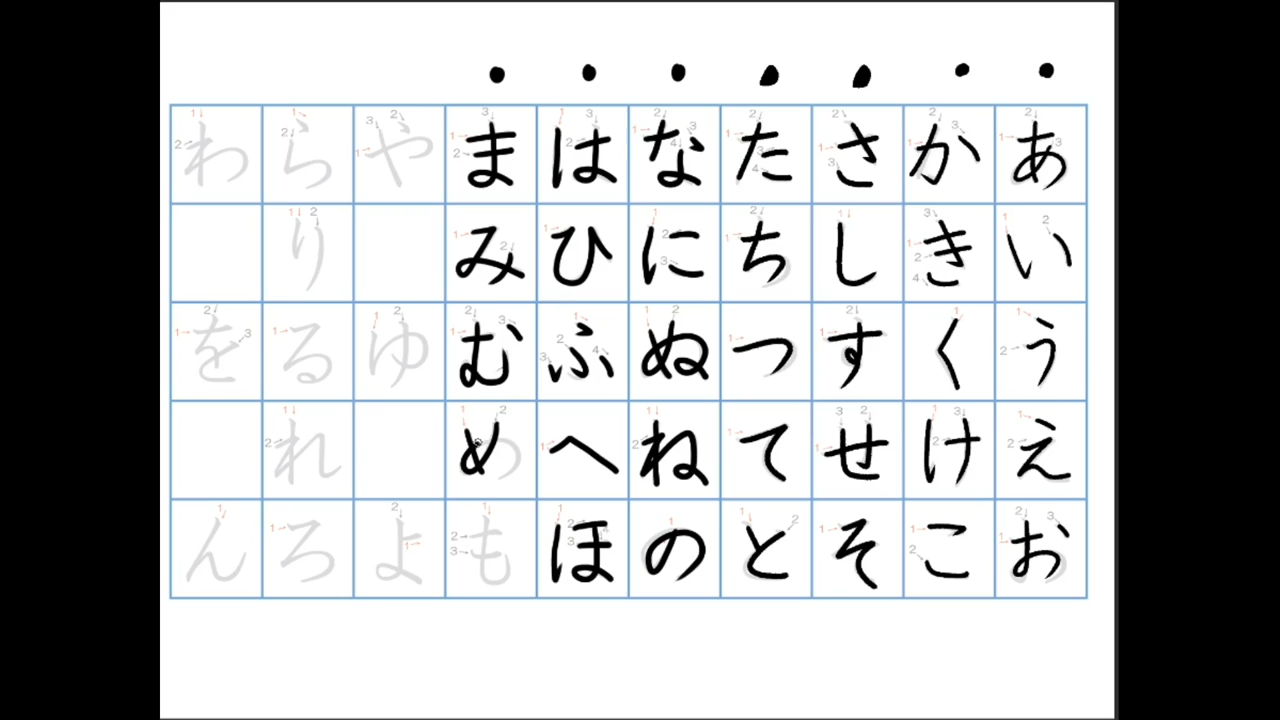 あいうえお
かきくけこ
さしすせそ
たちつてと
なにぬねの
はひふへほ
まみむめも
やゆよ
らりるれろ
わをん